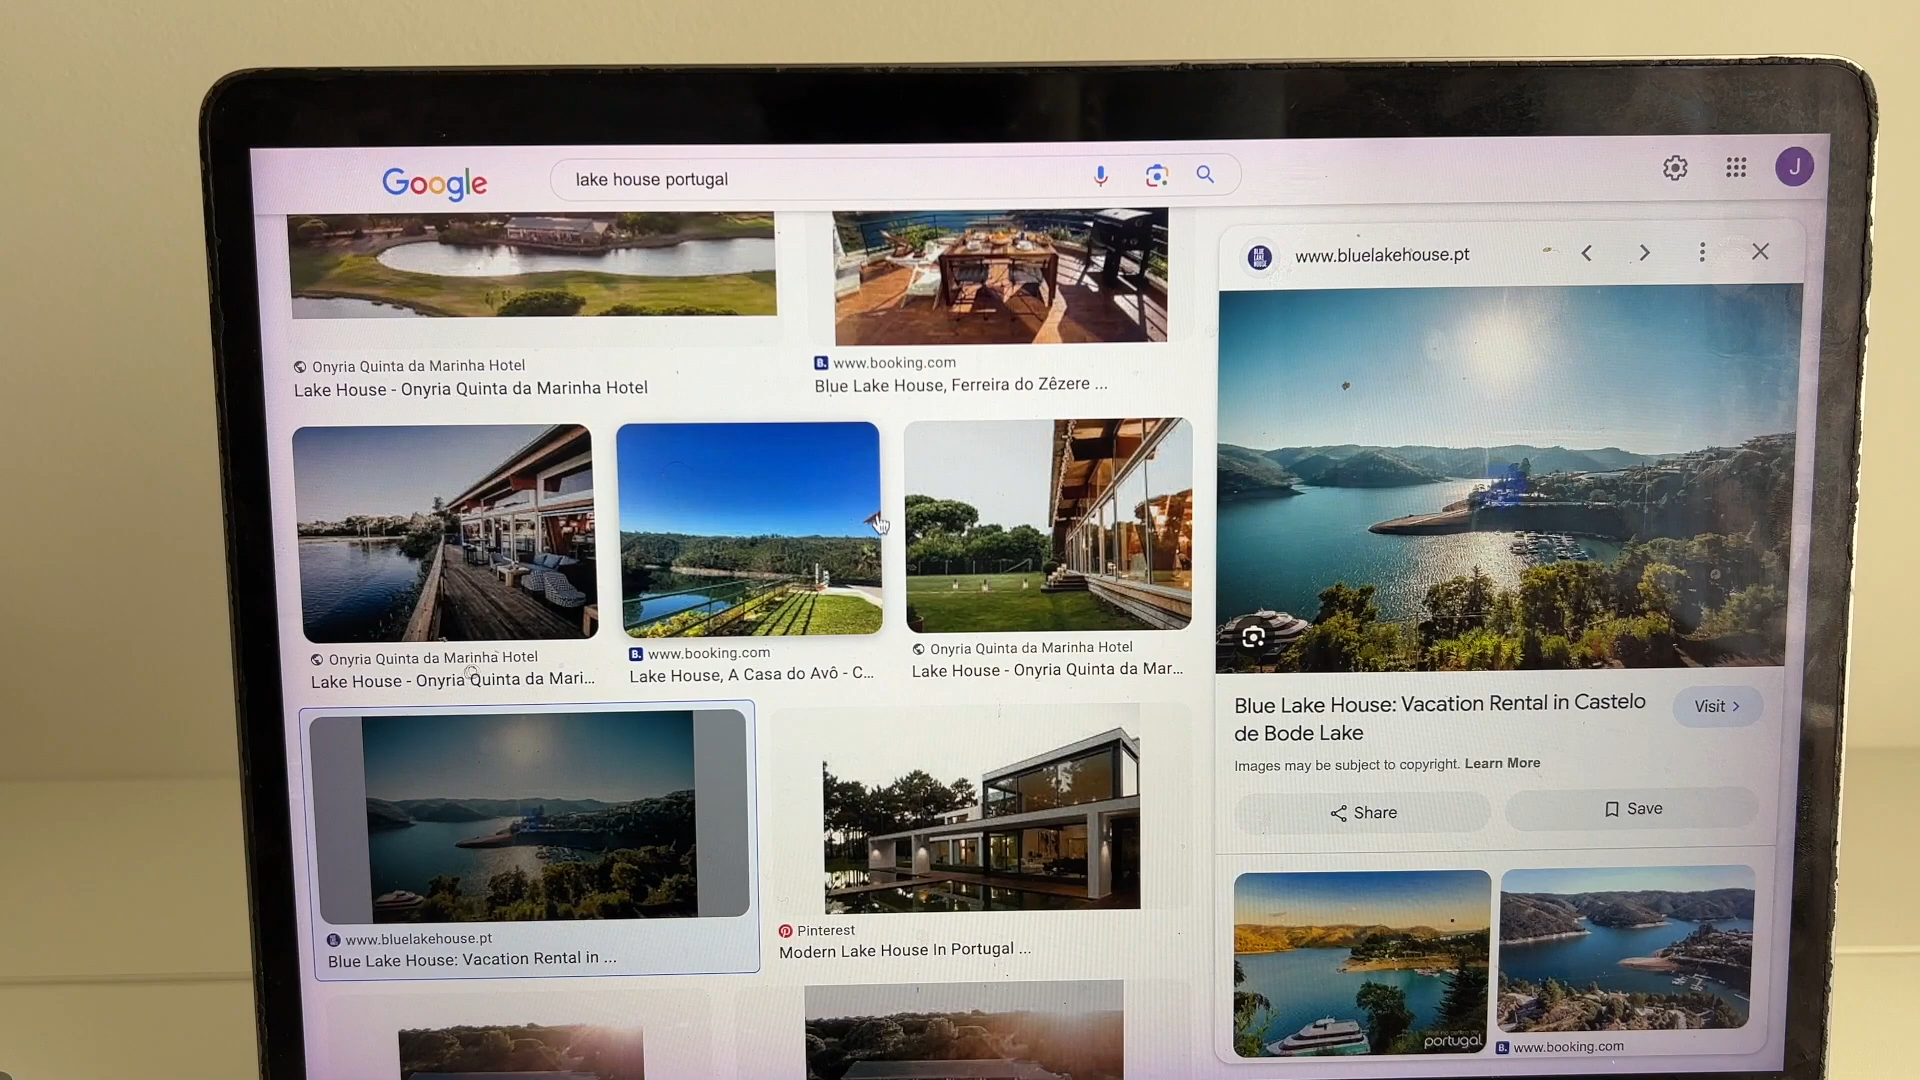 Google
lake house portugal
J
Onyria Quinta da Marinha Hotel
Lake House - Onyria Quinta da Marinha Hotel
B. www.booking.com
Blue Lake House, Ferreira do Zêzere ...
Onyria Quinta da Marinha Hotel
Lake House - Onyria Quinta da Mari...
B. www.booking.com
Lake House, A Casa do Avô - C...
Onyria Quinta da Marinha Hotel
Lake House - Onyria Quinta da Mar...
www.bluelakehouse.pt
Blue Lake House: Vacation Rental in ...
Pinterest
Modern Lake House In Portugal ...
BLUE
LAKE
HOUSE
www.bluelakehouse.pt
Blue Lake House: Vacation Rental in Castelo
de Bode Lake
Visit
Images may be subject to copyright. Learn More
Share
Save
portugal
B. www.booking.com